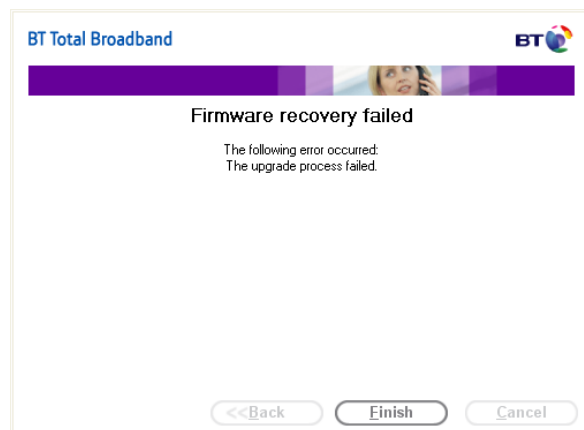 BT Total Broadband
BT
Firmware recovery failed
The following error occurred:
The upgrade process failed.
<<Back
Finish
Cancel